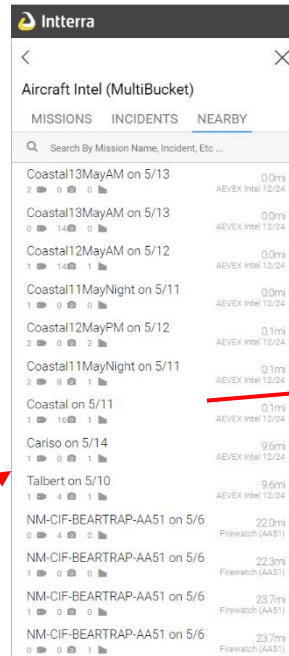 Intterra
Aircraft Intel (MultiBucket)
MISSIONS INCIDENTS NEARBY
Search By Mission Name, Incident, Etc ...
Coastal13MayAM on 5/13 0.0mi
2 0 0 AEVEX Intel 12/24
Coastal13MayAM on 5/13 0.0mi
0 14 0 AEVEX Intel 12/24
Coastal12MayAM on 5/12 0.0mi
1 14 1 AEVEX Intel 12/24
Coastal11MayNight on 5/11 0.0mi
1 0 0 AEVEX Intel 12/24
Coastal12MayPM on 5/12 0.1mi
2 0 2 AEVEX Intel 12/24
Coastal11MayNight on 5/11 0.1mi
2 8 1 AEVEX Intel 12/24
Coastal on 5/11 0.1mi
1 16 1 AEVEX Intel 12/24
Cariso on 5/14 9.6mi
1 0 1 AEVEX Intel 12/24
Talbert on 5/10 9.6mi
1 4 1 AEVEX Intel 12/24
NM-CIF-BEARTRAP-AA51 on 5/6 22.0mi
0 4 0 Firewatch (AA51)
NM-CIF-BEARTRAP-AA51 on 5/6 22.3mi
1 0 0 Firewatch (AA51)
NM-CIF-BEARTRAP-AA51 on 5/6 23.7mi
1 0 0 Firewatch (AA51)
NM-CIF-BEARTRAP-AA51 on 5/6 23.7mi
0 0 1 Firewatch (AA51)